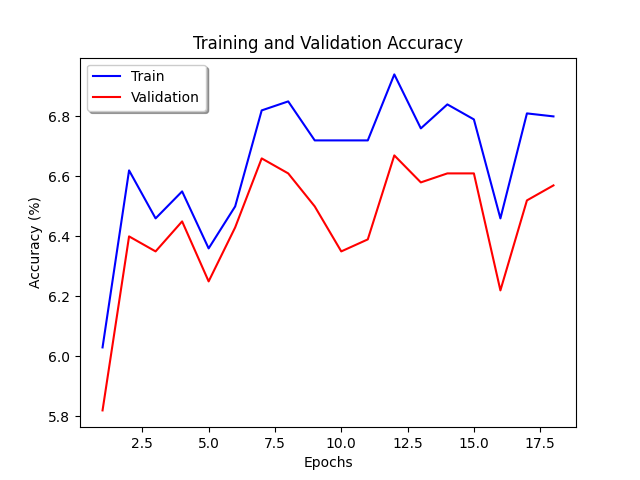 Training and Validation Accuracy
Train
Validation
6.8
6.6
6.4
6.2
6.0
5.8
Accuracy (%)
2.5 5.0 7.5 10.0 12.5 15.0 17.5
Epochs